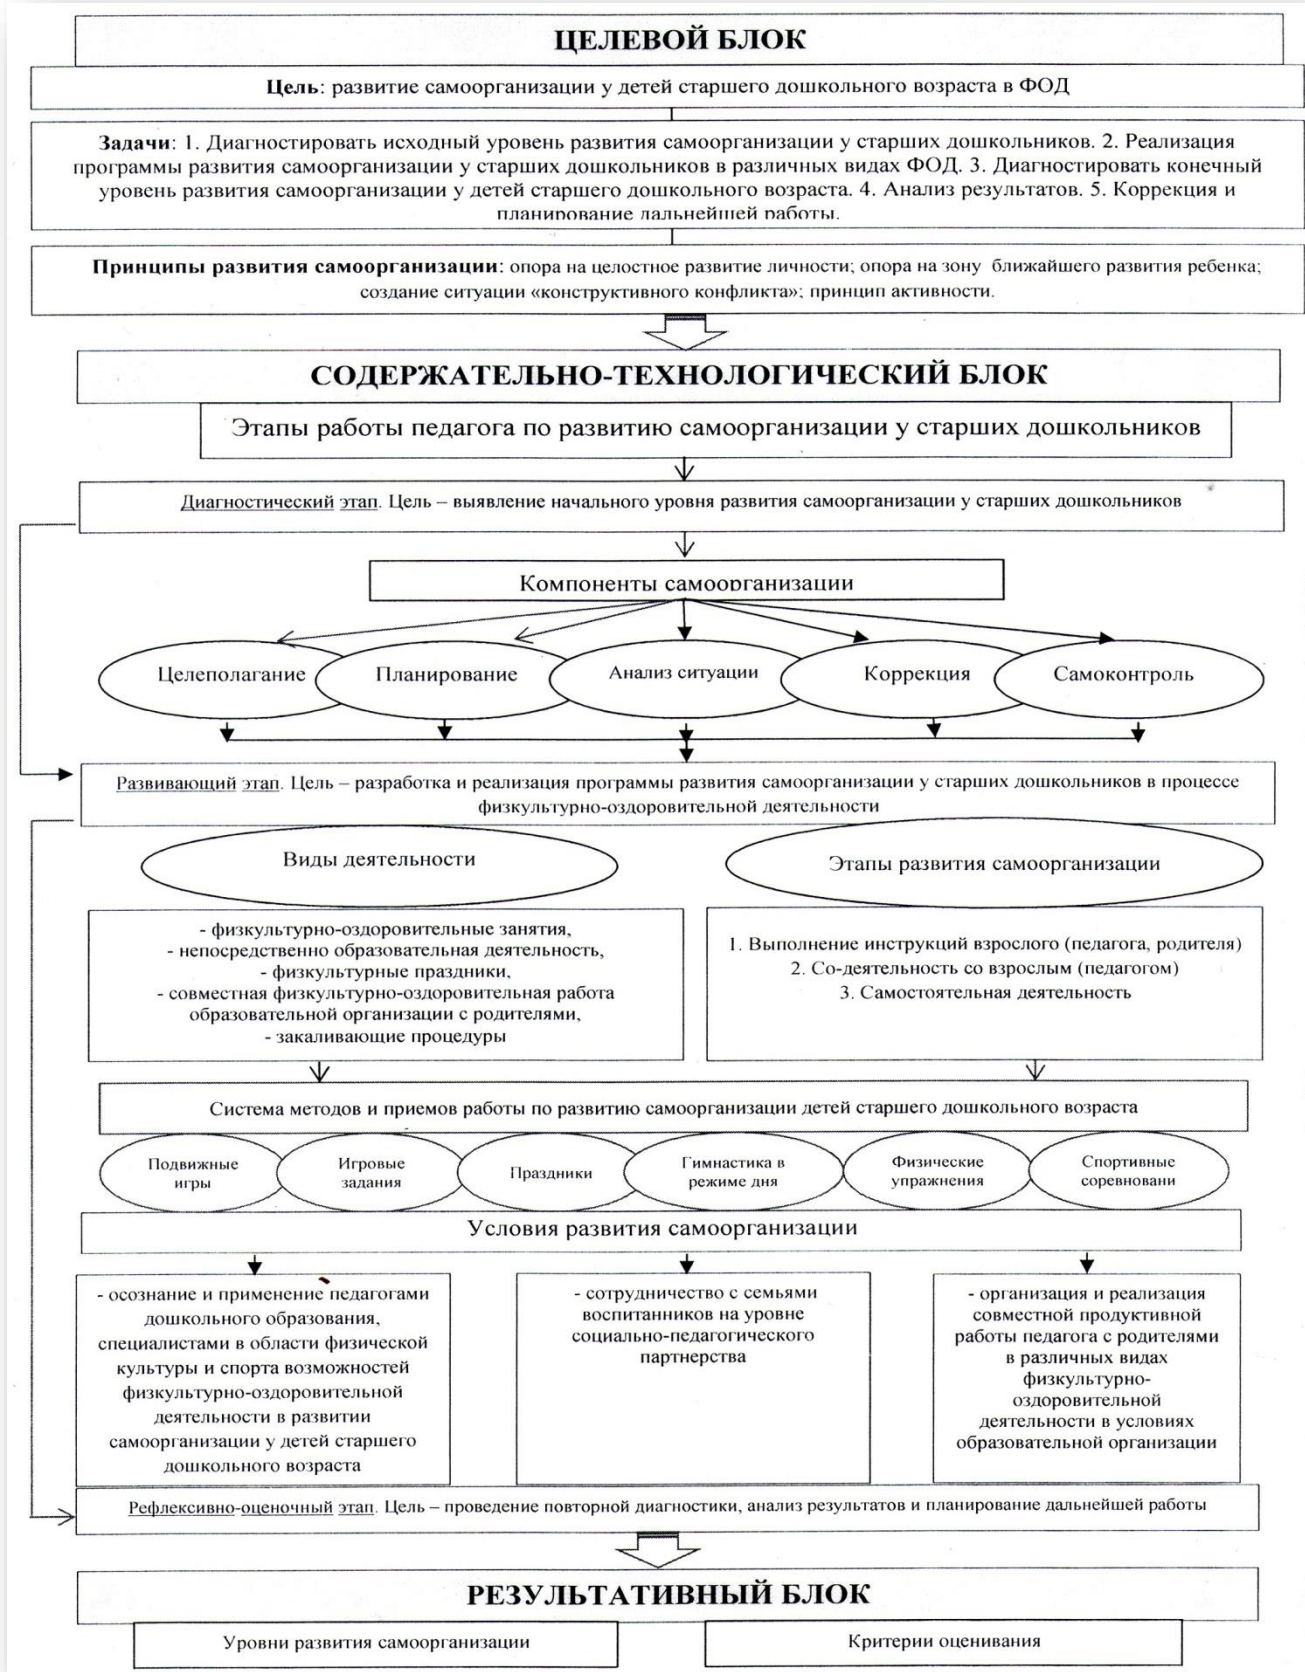 ЦЕЛЕВОЙ БЛОК
Цель: развитие самоорганизации у детей старшего дошкольного возраста в ФОД
Задачи: 1. Диагностировать исходный уровень развития самоорганизации у старших дошкольников. 2. Реализация
программы развития самоорганизации у старших дошкольников в различных видах ФОД. 3. Диагностировать конечный
уровень развития самоорганизации у детей старшего дошкольного возраста. 4. Анализ результатов. 5. Коррекция и
планирование дальнейшей работы.
Принципы развития самоорганизации: опора на целостное развитие личности; опора на зону ближайшего развития ребенка;
создание ситуации «конструктивного конфликта»; принцип активности.
СОДЕРЖАТЕЛЬНО-ТЕХНОЛОГИЧЕСКИЙ БЛОК
Этапы работы педагога по развитию самоорганизации у старших дошкольников
Диагностический этап. Цель – выявление начального уровня развития самоорганизации у старших дошкольников
Компоненты самоорганизации
Целеполагание
Планирование
Анализ ситуации
Коррекция
Самоконтроль
Развивающий этап. Цель – разработка и реализация программы развития самоорганизации у старших дошкольников в процессе
физкультурно-оздоровительной деятельности
Виды деятельности
Этапы развития самоорганизации
- физкультурно-оздоровительные занятия,
- непосредственно образовательная деятельность,
- физкультурные праздники,
- совместная физкультурно-оздоровительная работа
образовательной организации с родителями,
- закаливающие процедуры
1. Выполнение инструкций взрослого (педагога, родителя)
2. Со-деятельность со взрослым (педагогом)
3. Самостоятельная деятельность
Система методов и приемов работы по развитию самоорганизации детей старшего дошкольного возраста
Подвижные
игры
Игровые
задания
Праздники
Гимнастика в
режиме дня
Физические
упражнения
Спортивные
соревновани
Условия развития самоорганизации
- осознание и применение педагогами
дошкольного образования,
специалистами в области физической
культуры и спорта возможностей
физкультурно-оздоровительной
деятельности в развитии
самоорганизации у детей старшего
дошкольного возраста
- сотрудничество с семьями
воспитанников на уровне
социально-педагогического
партнерства
- организация и реализация
совместной продуктивной
работы педагога с родителями
в различных видах
физкультурно-
оздоровительной
деятельности в условиях
образовательной организации
Рефлексивно-оценочный этап. Цель – проведение повторной диагностики, анализ результатов и планирование дальнейшей работы
РЕЗУЛЬТАТИВНЫЙ БЛОК
Уровни развития самоорганизации
Критерии оценивания